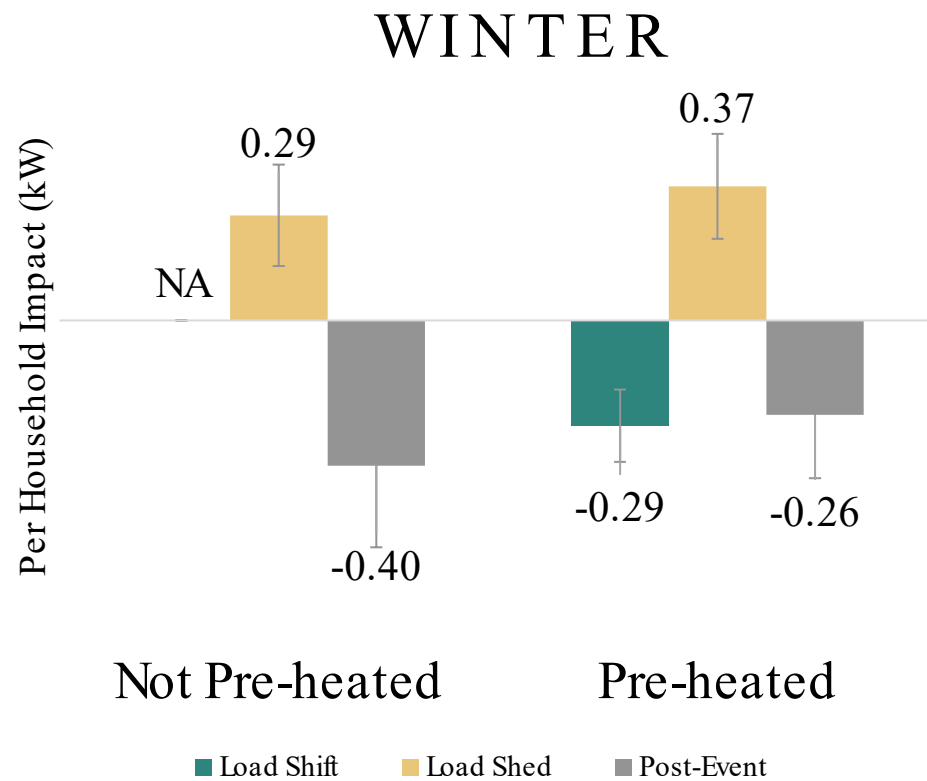 WINTER
Per Household Impact (kW)
NA
0.29
-0.40
-0.29
0.37
-0.26
Not Pre-heated
Pre-heated
Load Shift
Load Shed
Post-Event